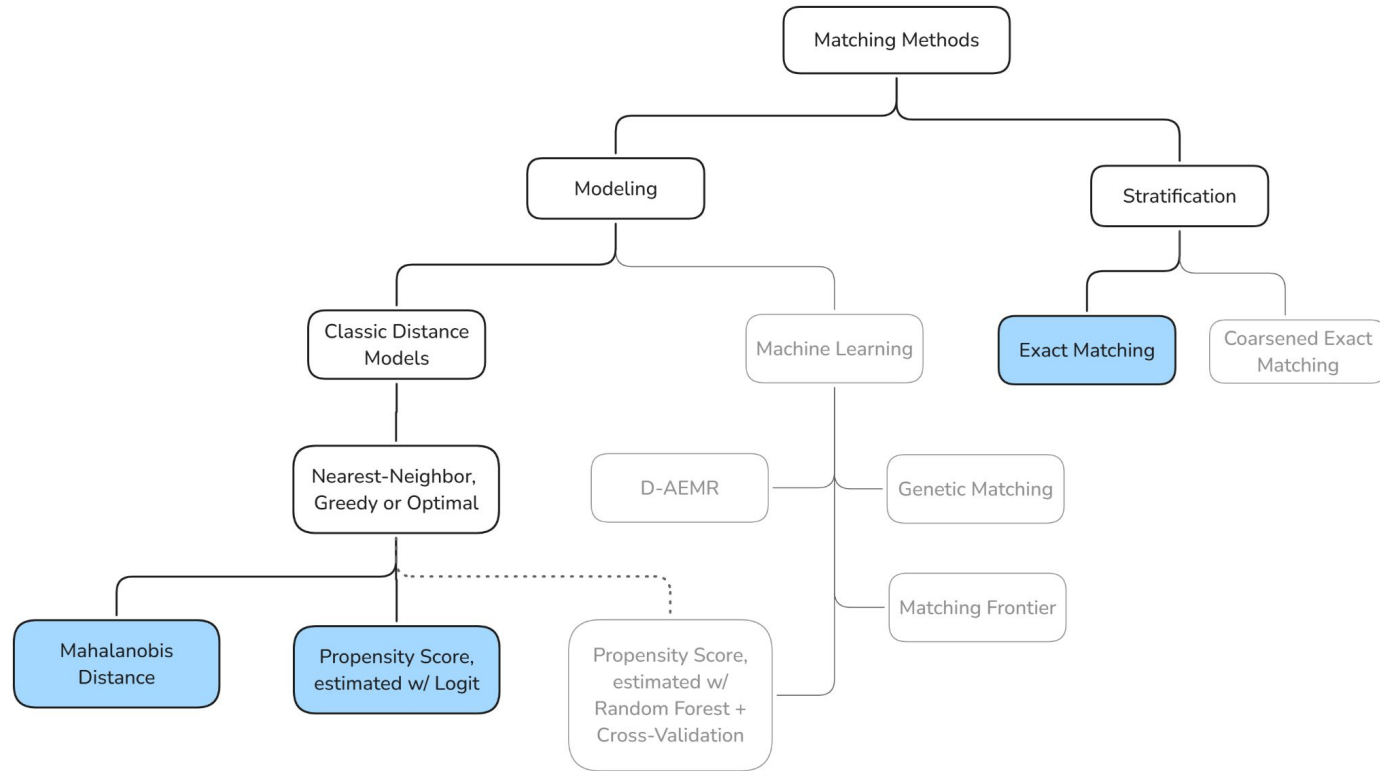 Matching Methods
Modeling
Stratification
Classic Distance
Models
Machine Learning
Exact Matching
Coarsened Exact
Matching
Nearest-Neighbor,
Greedy or Optimal
D-AEMR
Genetic Matching
Matching Frontier
Mahalanobis
Distance
Propensity Score,
estimated w/ Logit
Propensity Score,
estimated w/
Random Forest +
Cross-Validation